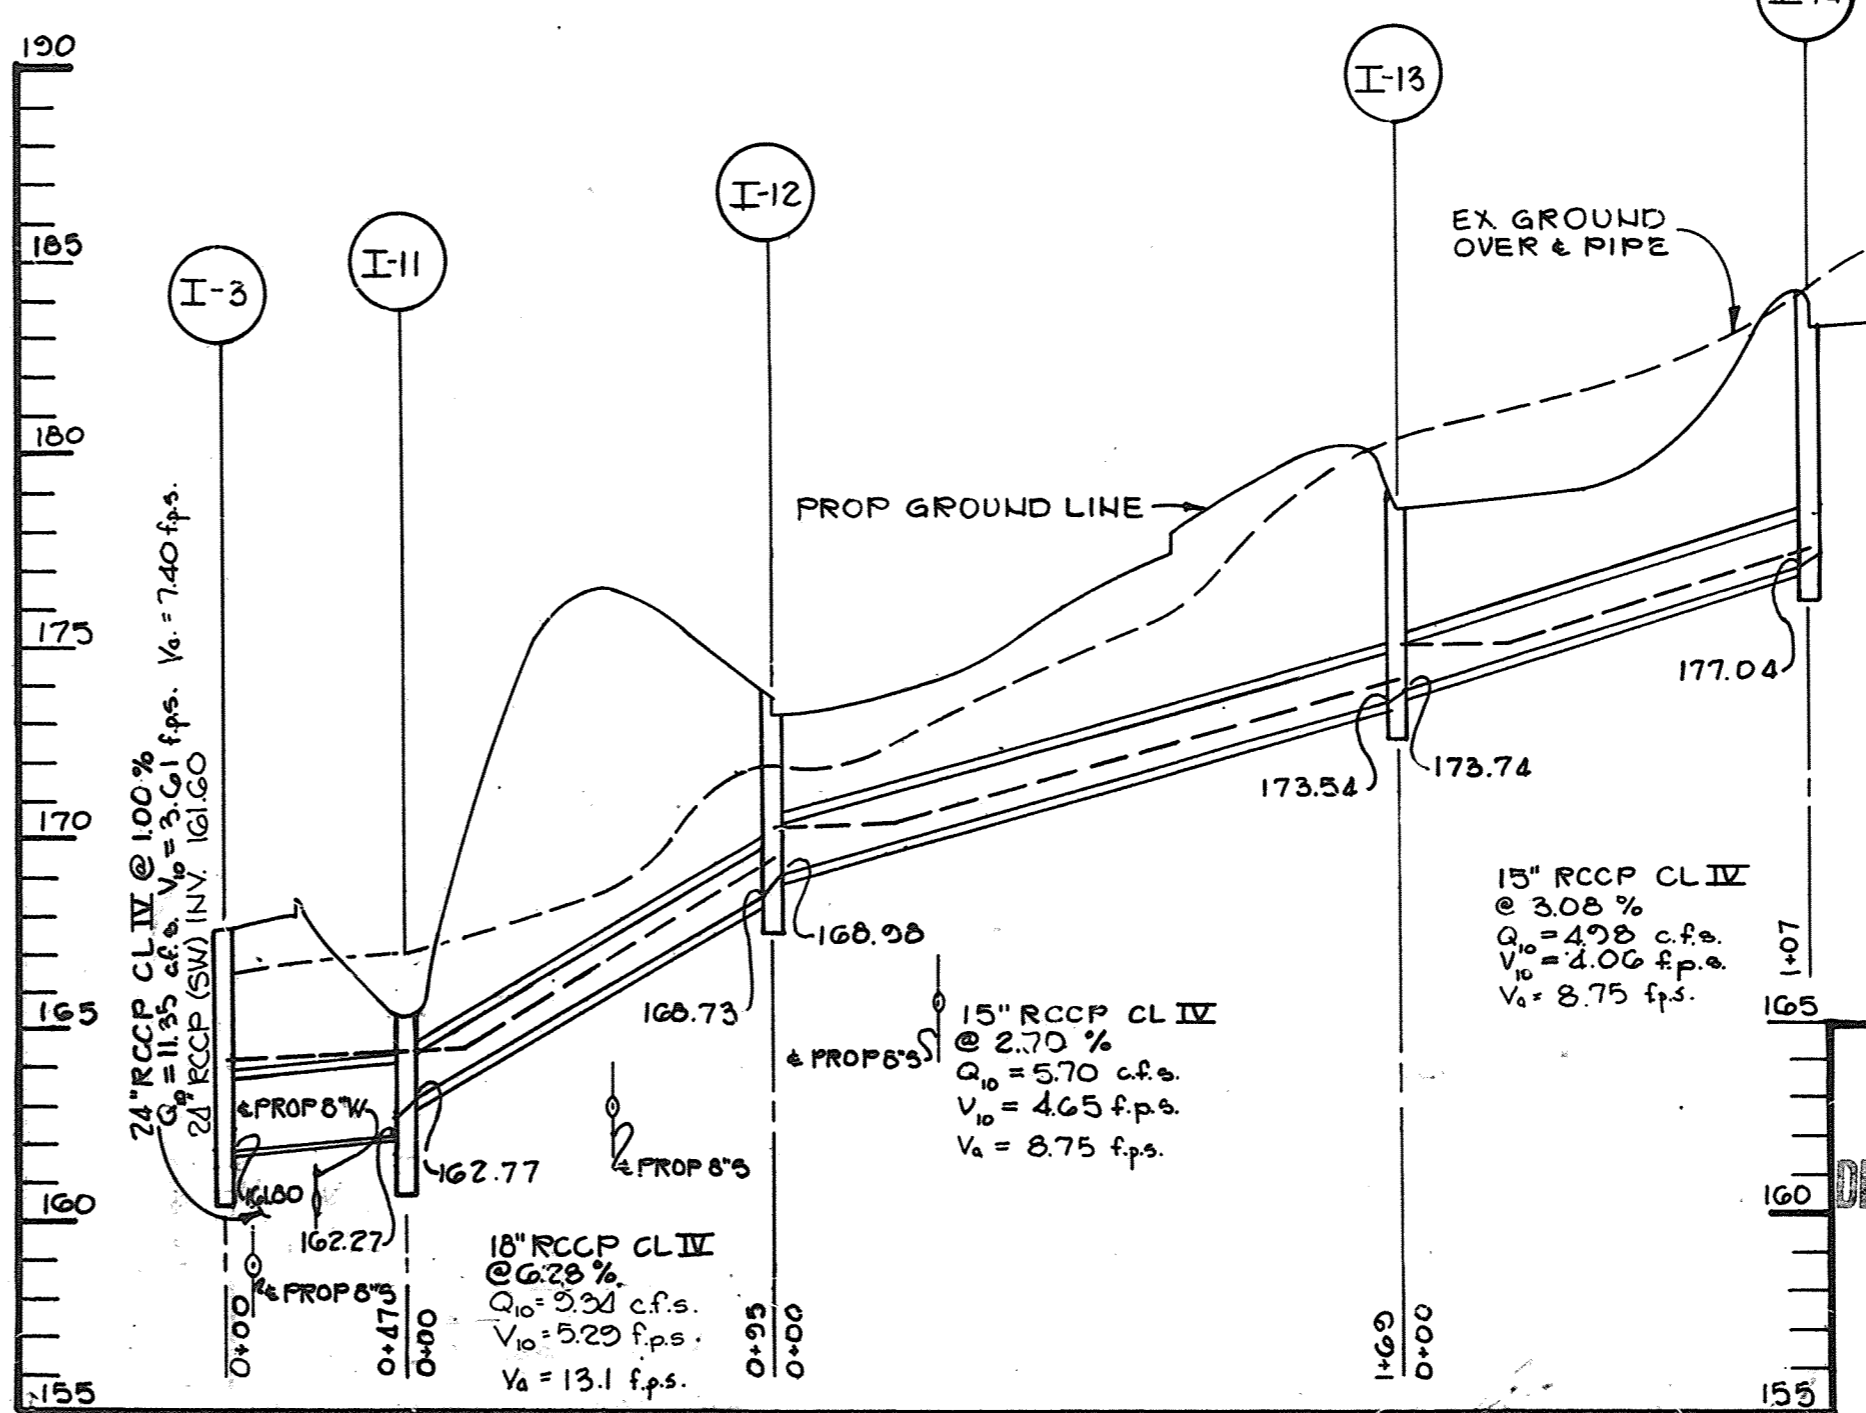 190
185
180
175
170
165
160
155
I-3
I-11
I-12
I-13
EX GROUND
OVER ℄ PIPE
PROP GROUND LINE
24" RCCP CL IV @ 1.00 %
Q10 = 11.35 c.f.s. V10 = 3.61 f.p.s. Va. = 7.40 f.p.s.
24" RCCP (SW) INV. 161.60
℄ PROP 8"W
161.80
162.27
162.77
℄ PROP 8"S
℄ PROP 8"S
168.73
168.98
℄ PROP 8"S
173.54
173.74
177.04
18" RCCP CL IV
@ 6.28 %
Q10 = 9.34 c.f.s.
V10 = 5.29 f.p.s.
Va = 13.1 f.p.s.
15" RCCP CL IV
@ 2.70 %
Q10 = 5.70 c.f.s.
V10 = 4.65 f.p.s.
Va = 8.75 f.p.s.
15" RCCP CL IV
@ 3.08 %
Q10 = 4.98 c.f.s.
V10 = 4.06 f.p.s.
Va = 8.75 f.p.s.
0+00
0+475
0+00
0+95
0+00
1+69
0+00
1+07
165
160
155